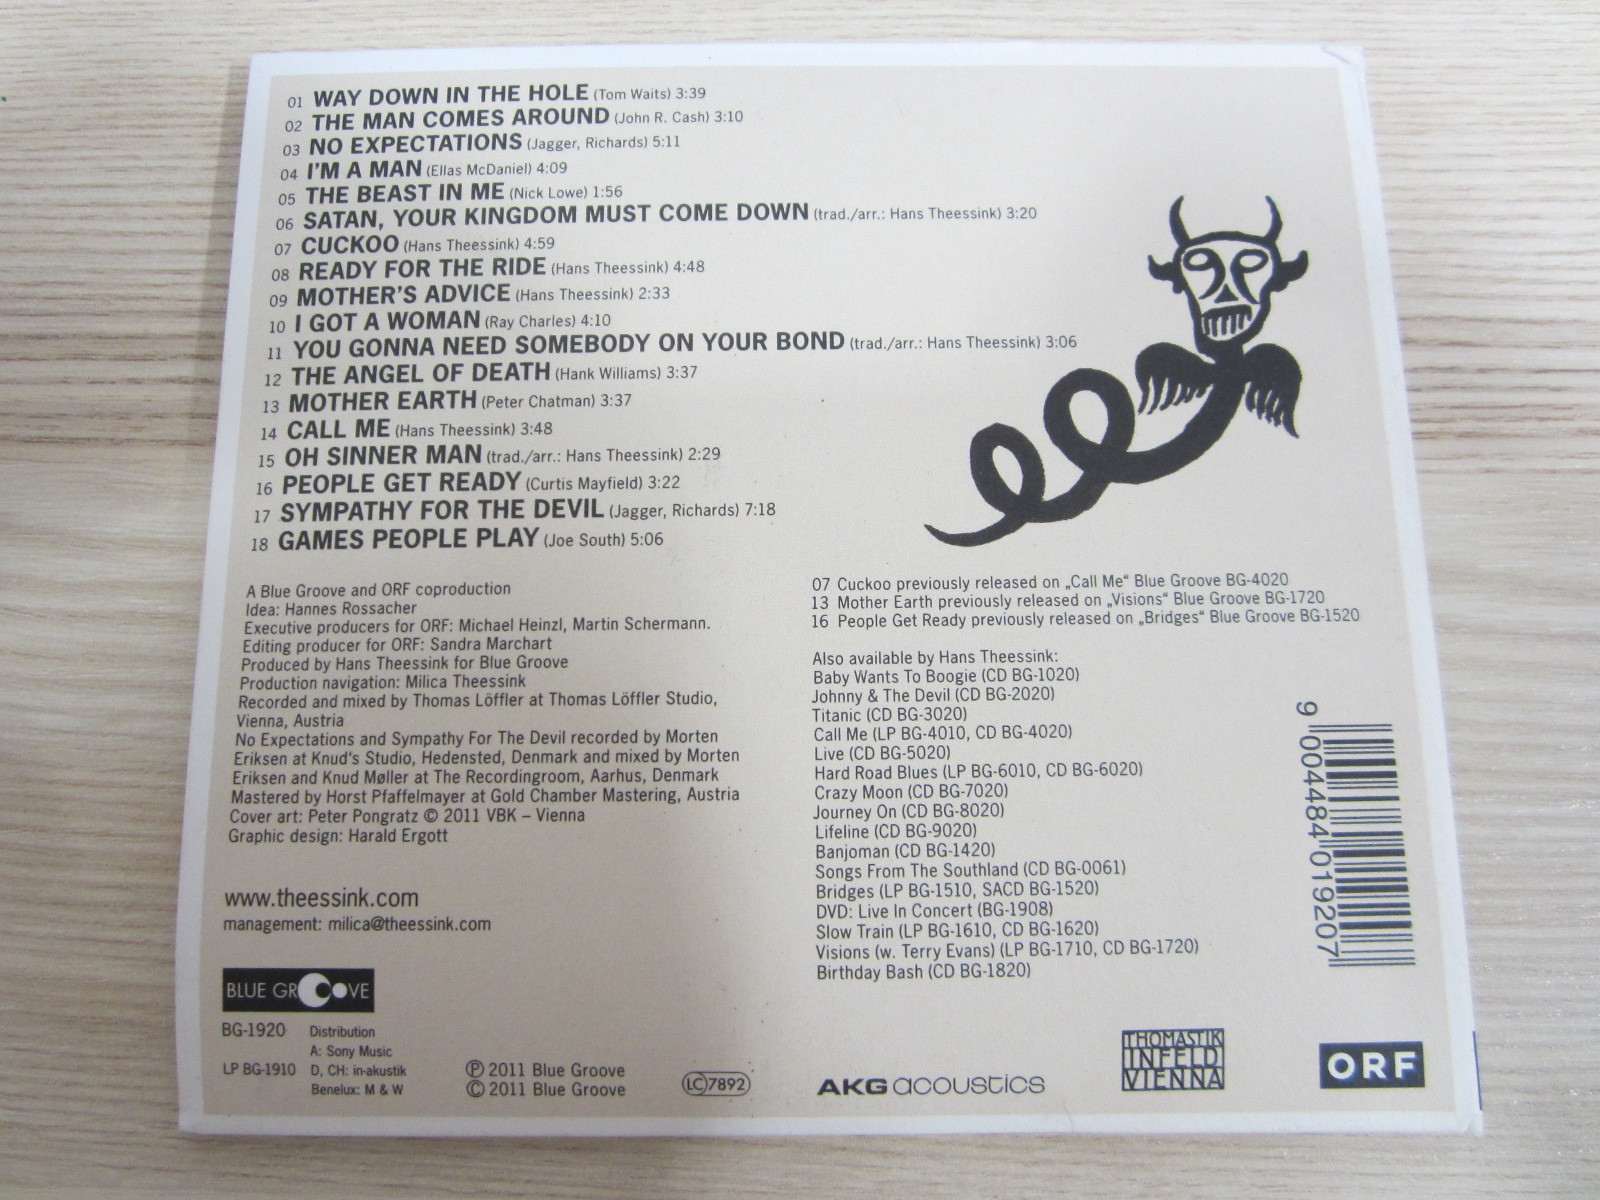 01 WAY DOWN IN THE HOLE (Tom Waits) 3:39
02 THE MAN COMES AROUND (John R. Cash) 3:10
03 NO EXPECTATIONS (Jagger, Richards) 5:11
04 I'M A MAN (Ellas McDaniel) 4:09
05 THE BEAST IN ME (Nick Lowe) 1:56
06 SATAN, YOUR KINGDOM MUST COME DOWN (trad./arr.: Hans Theessink) 3:20
07 CUCKOO (Hans Theessink) 4:59
08 READY FOR THE RIDE (Hans Theessink) 4:48
09 MOTHER'S ADVICE (Hans Theessink) 2:33
10 I GOT A WOMAN (Ray Charles) 4:10
11 YOU GONNA NEED SOMEBODY ON YOUR BOND (trad./arr.: Hans Theessink) 3:06
12 THE ANGEL OF DEATH (Hank Williams) 3:37
13 MOTHER EARTH (Peter Chatman) 3:37
14 CALL ME (Hans Theessink) 3:48
15 OH SINNER MAN (trad./arr.: Hans Theessink) 2:29
16 PEOPLE GET READY (Curtis Mayfield) 3:22
17 SYMPATHY FOR THE DEVIL (Jagger, Richards) 7:18
18 GAMES PEOPLE PLAY (Joe South) 5:06
A Blue Groove and ORF coproduction
Idea: Hannes Rossacher
Executive producers for ORF: Michael Heinzl, Martin Schermann.
Editing producer for ORF: Sandra Marchart
Produced by Hans Theessink for Blue Groove
Production navigation: Milica Theessink
Recorded and mixed by Thomas Löffler at Thomas Löffler Studio,
Vienna, Austria
No Expectations and Sympathy For The Devil recorded by Morten
Eriksen at Knud's Studio, Hedensted, Denmark and mixed by Morten
Eriksen and Knud Møller at The Recordingroom, Aarhus, Denmark
Mastered by Horst Pfaffelmayer at Gold Chamber Mastering, Austria
Cover art: Peter Pongratz © 2011 VBK – Vienna
Graphic design: Harald Ergott
www.theessink.com
management: milica@theessink.com
BLUE GROOVE
BG-1920
LP BG-1910
Distribution
A: Sony Music
D, CH: in-akustik
Benelux: M & W
℗ 2011 Blue Groove
© 2011 Blue Groove
LC 7892
07 Cuckoo previously released on „Call Me“ Blue Groove BG-4020
13 Mother Earth previously released on „Visions“ Blue Groove BG-1720
16 People Get Ready previously released on „Bridges“ Blue Groove BG-1520
Also available by Hans Theessink:
Baby Wants To Boogie (CD BG-1020)
Johnny & The Devil (CD BG-2020)
Titanic (CD BG-3020)
Call Me (LP BG-4010, CD BG-4020)
Live (CD BG-5020)
Hard Road Blues (LP BG-6010, CD BG-6020)
Crazy Moon (CD BG-7020)
Journey On (CD BG-8020)
Lifeline (CD BG-9020)
Banjoman (CD BG-1420)
Songs From The Southland (CD BG-0061)
Bridges (LP BG-1510, SACD BG-1520)
DVD: Live In Concert (BG-1908)
Slow Train (LP BG-1610, CD BG-1620)
Visions (w. Terry Evans) (LP BG-1710, CD BG-1720)
Birthday Bash (CD BG-1820)
9 004484 019207
AKG acoustics
THOMASTIK
INFELD
VIENNA
ORF